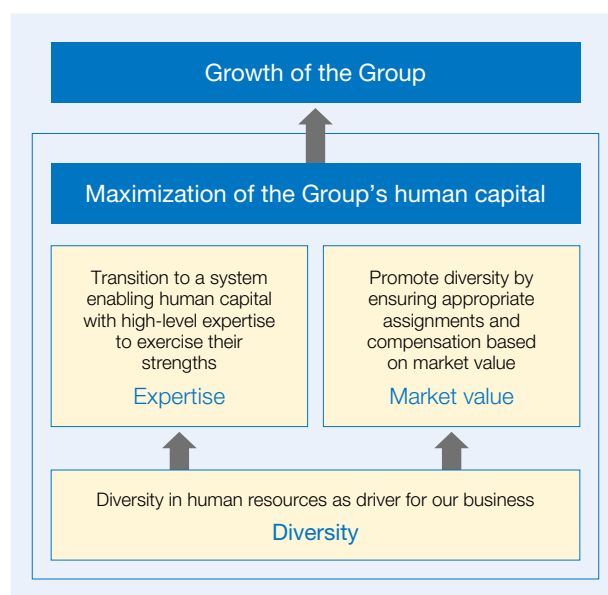 Growth of the Group
Maximization of the Group's human capital
Transition to a system
enabling human capital
with high-level expertise
to exercise their
strengths
Expertise
Promote diversity by
ensuring appropriate
assignments and
compensation based
on market value
Market value
Diversity in human resources as driver for our business
Diversity